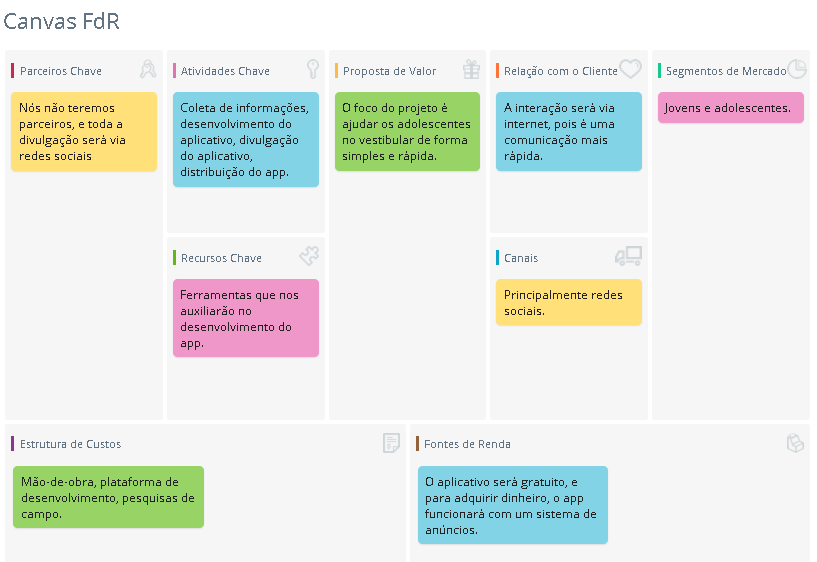 Canvas FdR
Parceiros Chave
Nós não teremos
parceiros, e toda a
divulgação será via
redes sociais
Atividades Chave
Coleta de informações,
desenvolvimento do
aplicativo, divulgação
do aplicativo,
distribuição do app.
Recursos Chave
Ferramentas que nos
auxiliarão no
desenvolvimento do
app.
Proposta de Valor
O foco do projeto é
ajudar os adolescentes
no vestibular de forma
simples e rápida.
Relação com o Cliente
A interação será via
internet, pois é uma
comunicação mais
rápida.
Canais
Principalmente redes
sociais.
Segmentos de Mercado
Jovens e adolescentes.
Estrutura de Custos
Mão-de-obra, plataforma de
desenvolvimento, pesquisas de
campo.
Fontes de Renda
O aplicativo será gratuito, e
para adquirir dinheiro, o app
funcionará com um sistema de
anúncios.